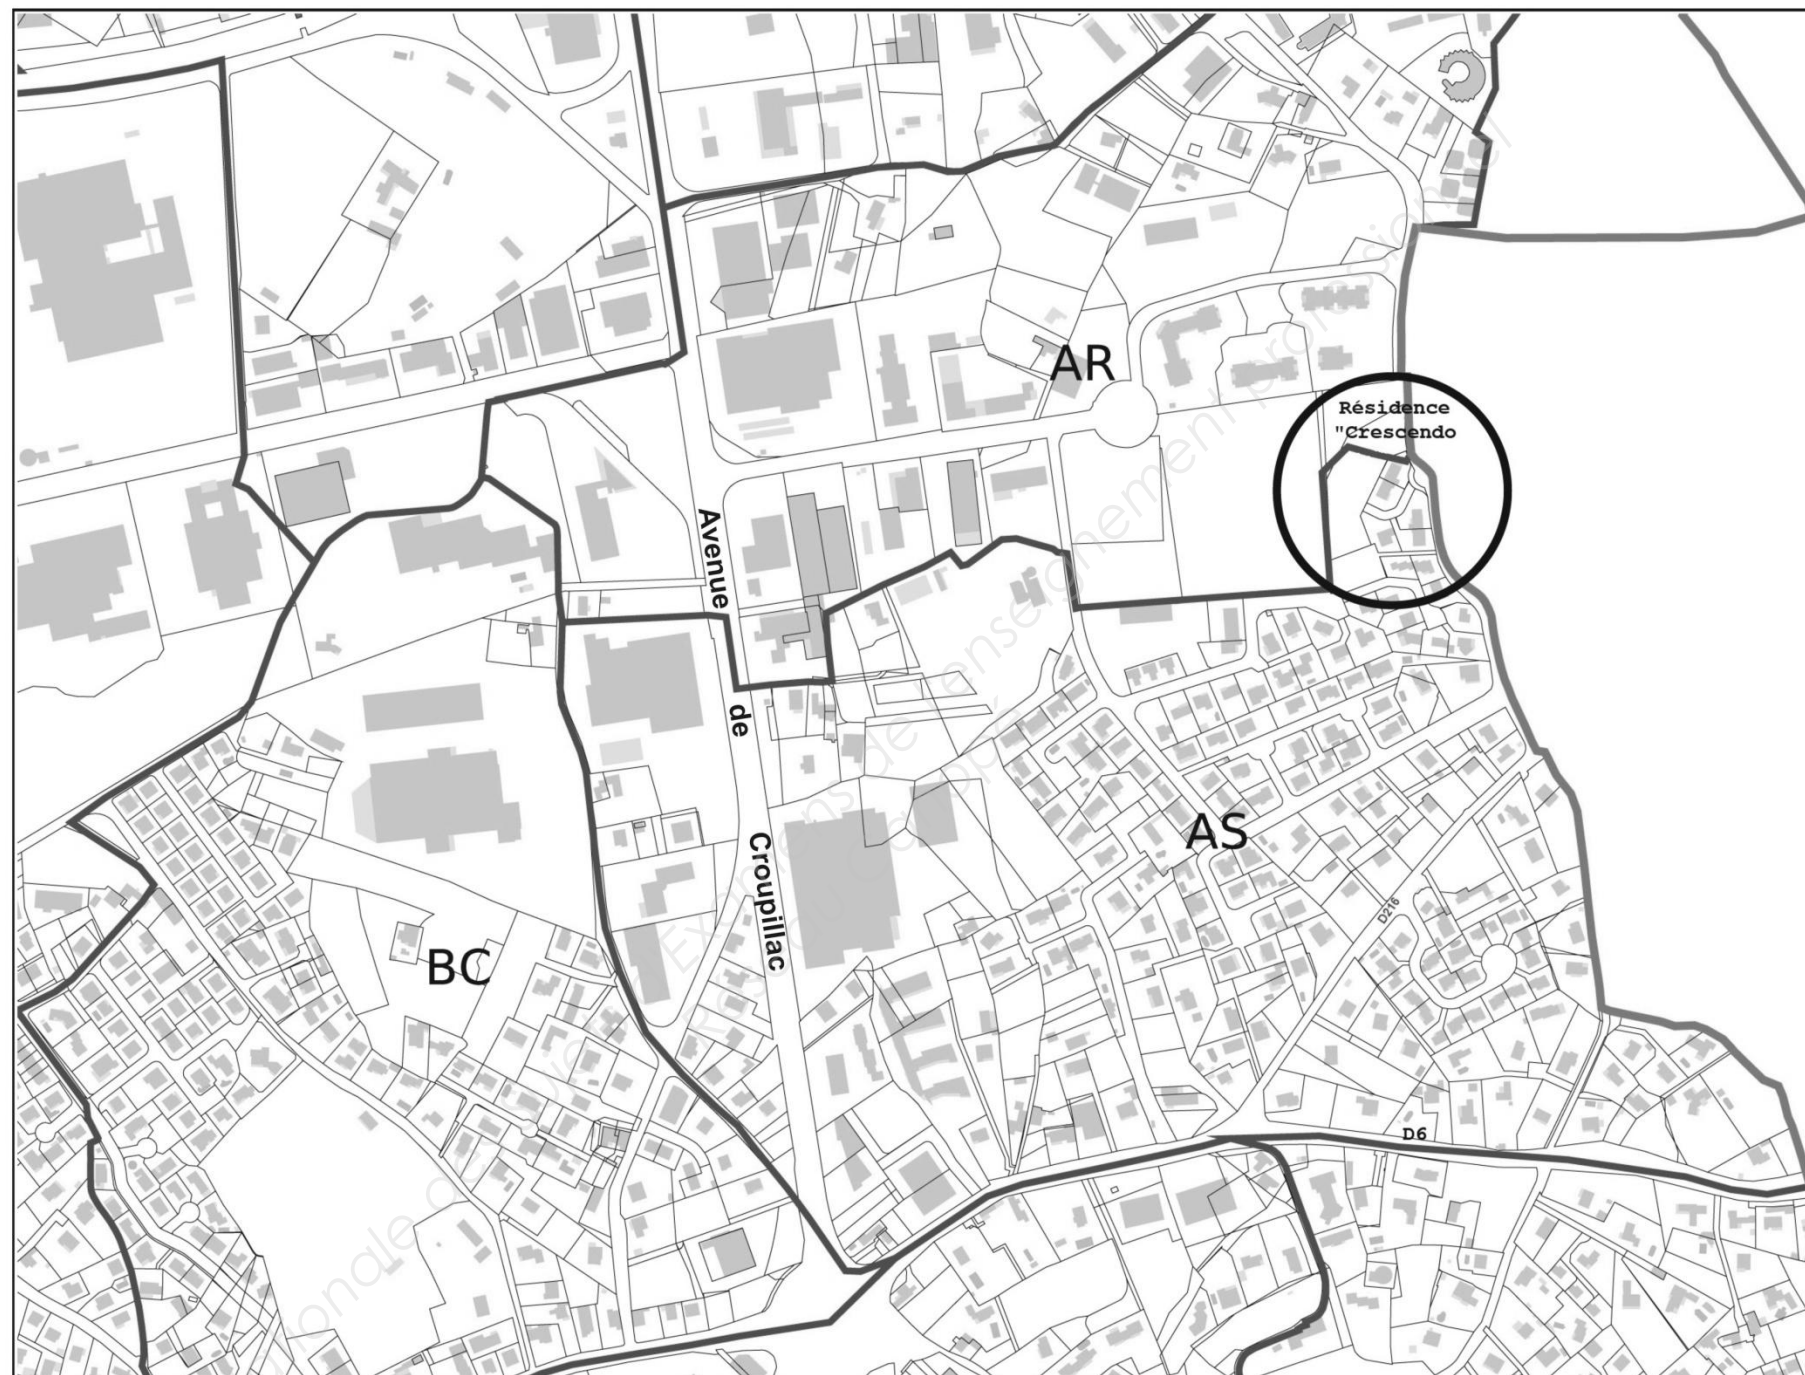 AR
Résidence
"Crescendo
Avenue
de
Croupillac
AS
D216
BC
D6